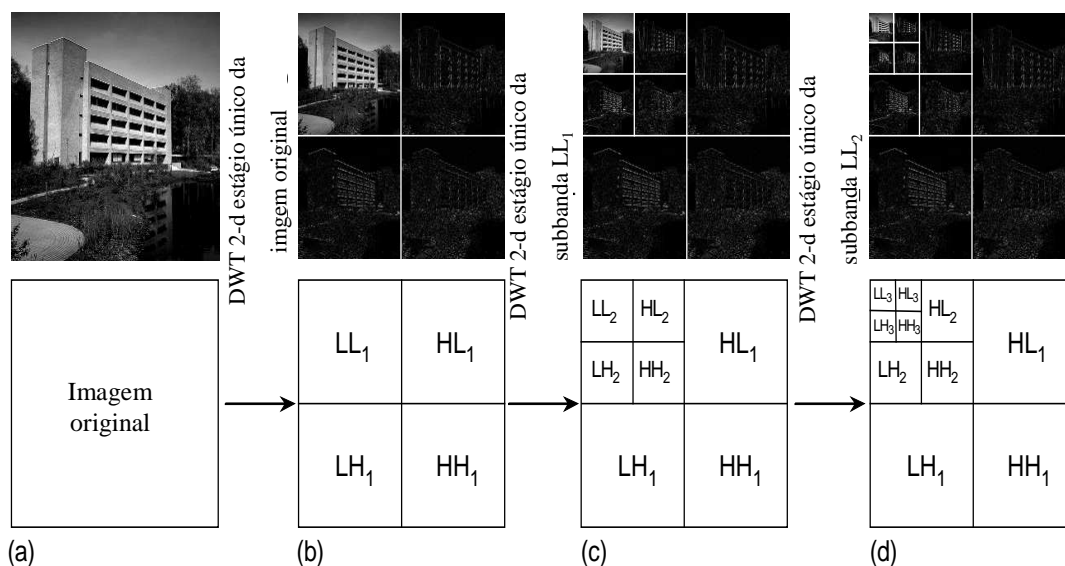 DWT 2-d estágio único da
imgem original
DWT 2-d estágio único da
subbanda LL₁
DWT 2-d estágio único da
subbanda LL₂
Imagem
original
LL₁ HL₁
LH₁ HH₁
LL₂ HL₂
LH₂ HH₂
HL₁
LH₁ HH₁
LL₃ HL₃
LH₃ HH₃
HL₂
LH₂ HH₂
HL₁
LH₁ HH₁
(a) (b) (c) (d)